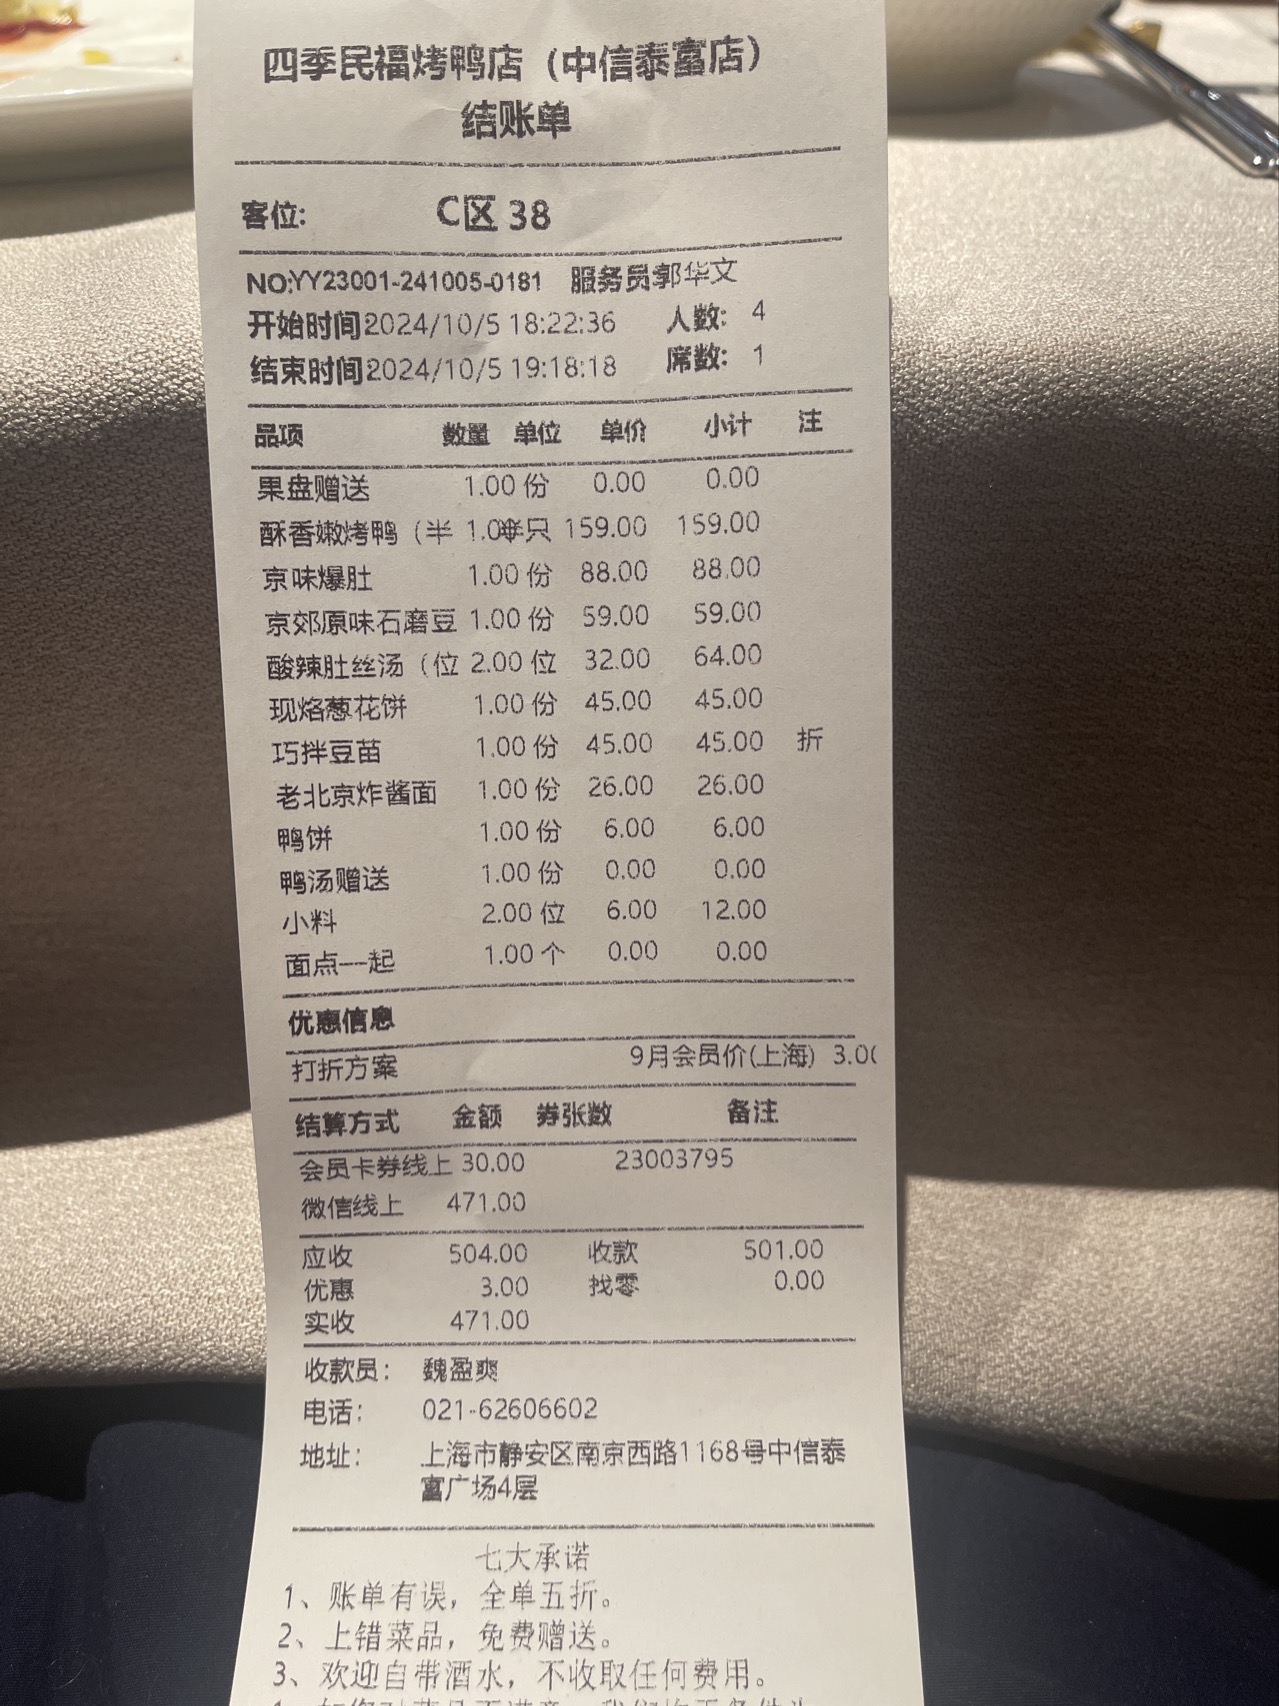 四季民福烤鸭店（中信泰富店）
结账单
客位: C区 38
NO:YY23001-241005-0181 服务员郭华文
开始时间2024/10/5 18:22:36 人数: 4
结束时间2024/10/5 19:18:18 席数: 1
品项 数量 单位 单价 小计 注
果盘赠送 1.00 份 0.00 0.00
酥香嫩烤鸭（半 1.00半只 159.00 159.00
京味爆肚 1.00 份 88.00 88.00
京郊原味石磨豆 1.00 份 59.00 59.00
酸辣肚丝汤（位 2.00 位 32.00 64.00
现烙葱花饼 1.00 份 45.00 45.00
巧拌豆苗 1.00 份 45.00 45.00 折
老北京炸酱面 1.00 份 26.00 26.00
鸭饼 1.00 份 6.00 6.00
鸭汤赠送 1.00 份 0.00 0.00
小料 2.00 位 6.00 12.00
面点一起 1.00 个 0.00 0.00
优惠信息
打折方案 9月会员价(上海) 3.00
结算方式 金额 券张数 备注
会员卡券线上 30.00 23003795
微信线上 471.00
应收 504.00 收款 501.00
优惠 3.00 找零 0.00
实收 471.00
收款员: 魏盈爽
电话: 021-62606602
地址: 上海市静安区南京西路1168号中信泰
富广场4层
七大承诺
1、账单有误，全单五折。
2、上错菜品，免费赠送。
3、欢迎自带酒水，不收取任何费用。